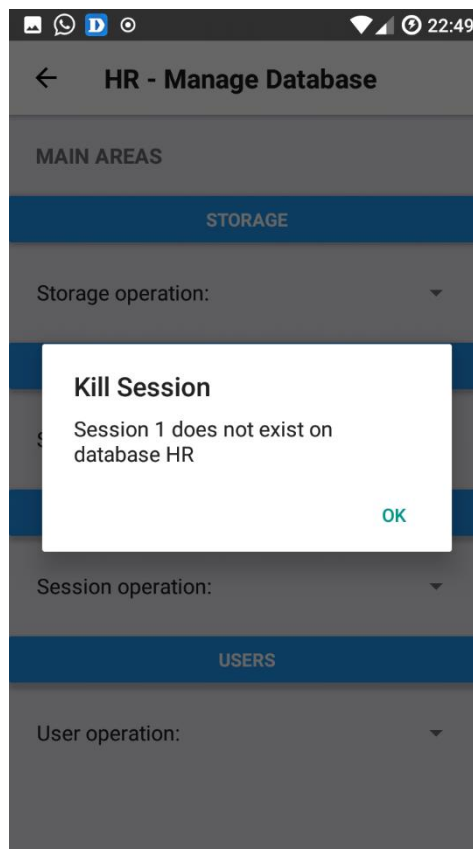 D
22:49
HR - Manage Database
MAIN AREAS
STORAGE
Storage operation:
Kill Session
Session 1 does not exist on
database HR
OK
Session operation:
USERS
User operation: